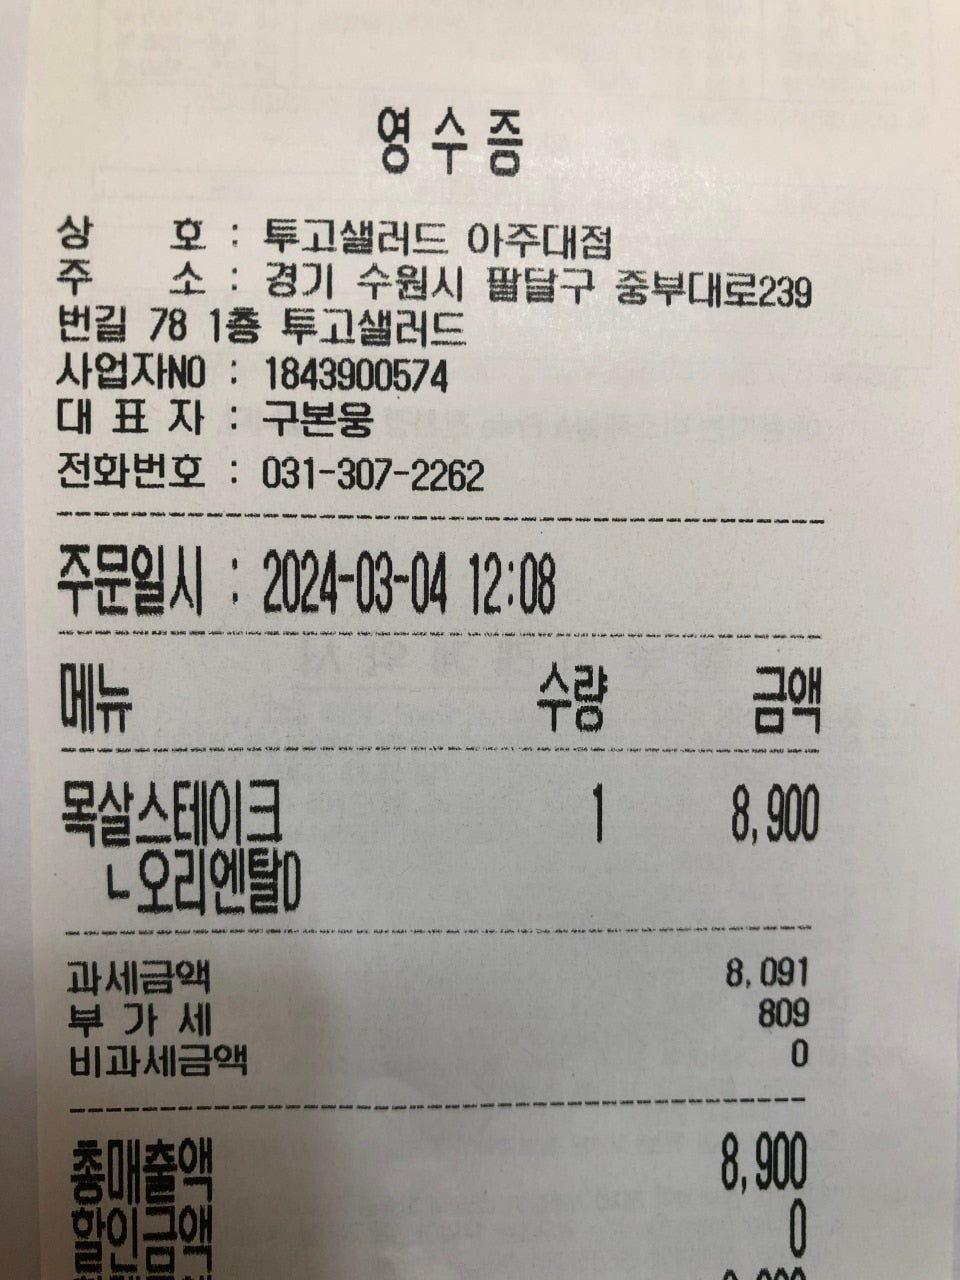 영 수 증
상 호 : 투고샐러드 아주대점
주 소 : 경기 수원시 팔달구 중부대로239
번길 78 1층 투고샐러드
사업자NO : 1843900574
대 표 자 : 구본웅
전화번호 : 031-307-2262
주문일시 : 2024-03-04 12:08
메뉴 수량 금액
목살스테이크 1 8,900
ㄴ오리엔탈D
과세금액 8,091
부 가 세 809
비과세금액 0
총매출액 8,900
할인금액 0